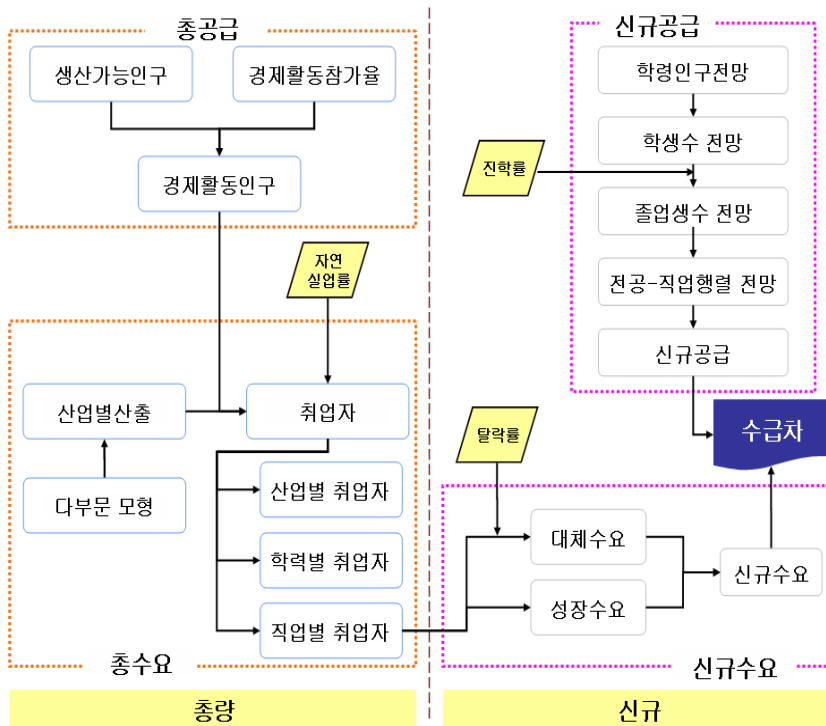 총공급
생산가능인구
경제활동참가율
경제활동인구
자연
실업률
산업별산출
취업자
다부문 모형
산업별 취업자
학력별 취업자
직업별 취업자
총수요
총량
신규공급
학령인구전망
학생수 전망
진학률
졸업생수 전망
전공-직업행렬 전망
신규공급
수급차
탈락률
대체수요
성장수요
신규수요
신규수요
신규